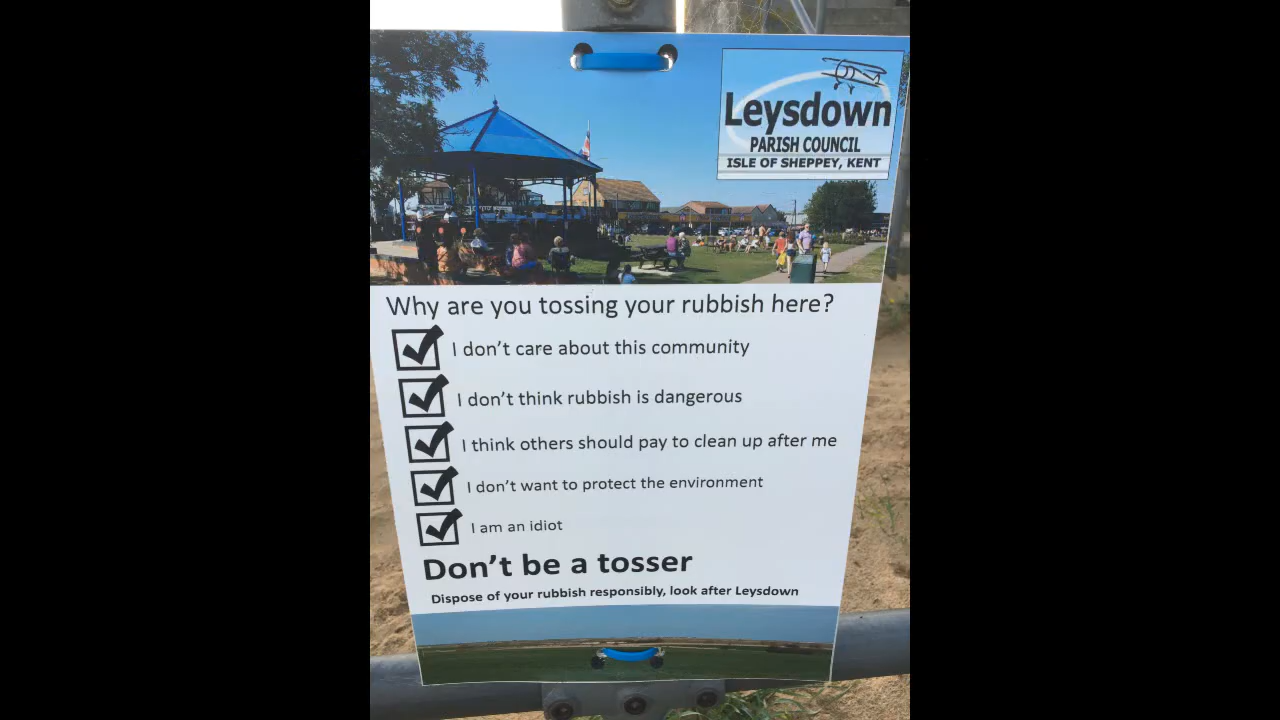 Leysdown
PARISH COUNCIL
ISLE OF SHEPPEY, KENT
Why are you tossing your rubbish here?
I don't care about this community
I don't think rubbish is dangerous
I think others should pay to clean up after me
I don't want to protect the environment
I am an idiot
Don't be a tosser
Dispose of your rubbish responsibly, look after Leysdown